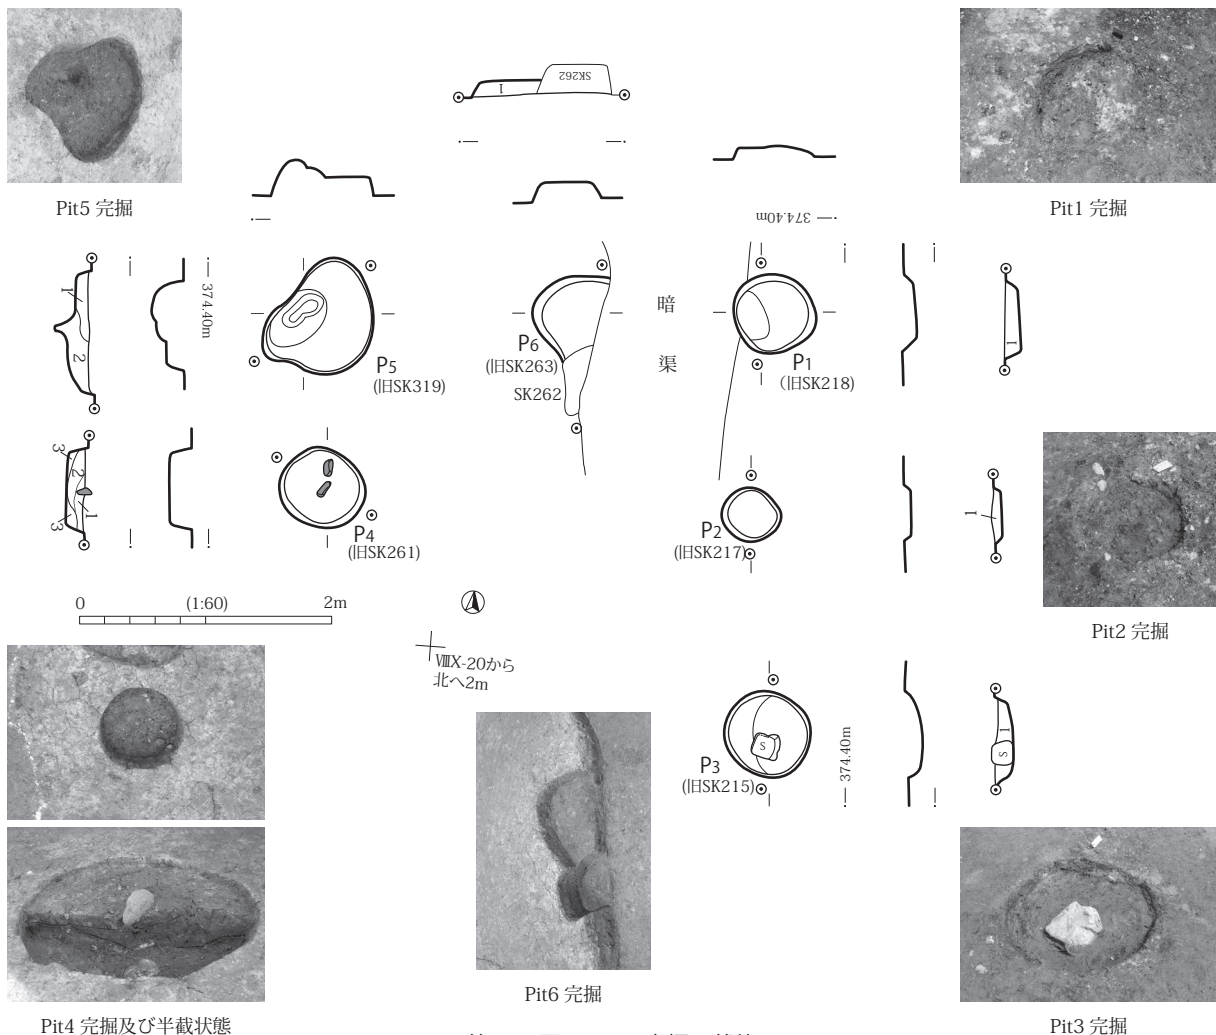 SK262
1
Pit5 完掘
Pit1 完掘
374.40m
1
2
374.40m
P5
(旧SK319)
P6
(旧SK263)
SK262
暗
渠
P1
(旧SK218)
1
3
2
1
3
P4
(旧SK261)
P2
(旧SK217)
1
Pit2 完掘
0 (1:60) 2m
ⅧX-20から
北へ2m
S
P3
(旧SK215)
374.40m
1
S
Pit6 完掘
Pit4 完掘及び半截状態
Pit3 完掘